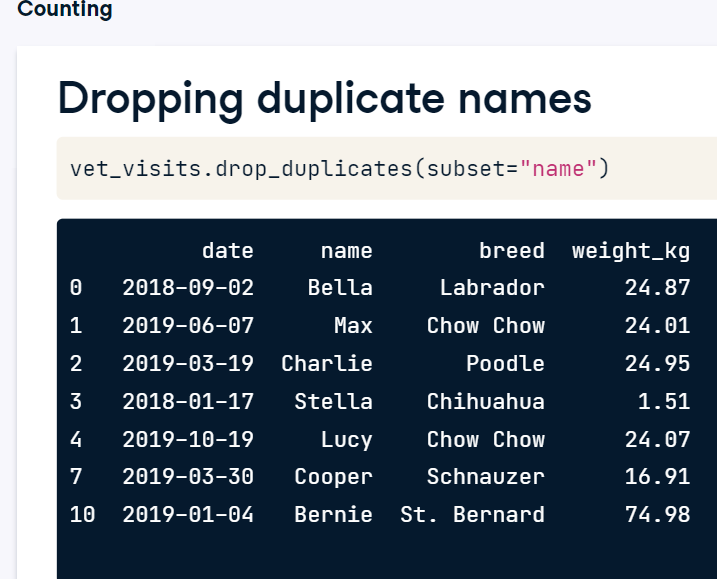 Counting
Dropping duplicate names
vet_visits.drop_duplicates(subset="name")
date name breed weight_kg
0 2018-09-02 Bella Labrador 24.87
1 2019-06-07 Max Chow Chow 24.01
2 2019-03-19 Charlie Poodle 24.95
3 2018-01-17 Stella Chihuahua 1.51
4 2019-10-19 Lucy Chow Chow 24.07
7 2019-03-30 Cooper Schnauzer 16.91
10 2019-01-04 Bernie St. Bernard 74.98